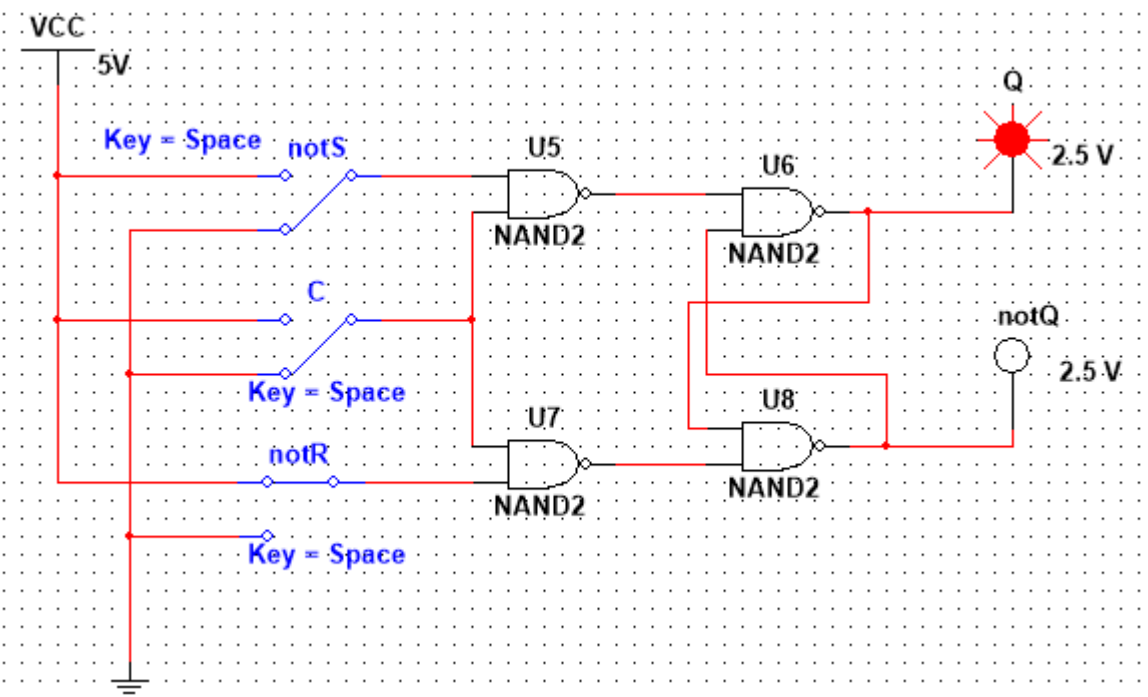 VCC
5V
Key = Space
notS
U5
NAND2
U6
NAND2
Q
2.5 V
C
Key = Space
notQ
2.5 V
notR
U7
NAND2
U8
NAND2
Key = Space